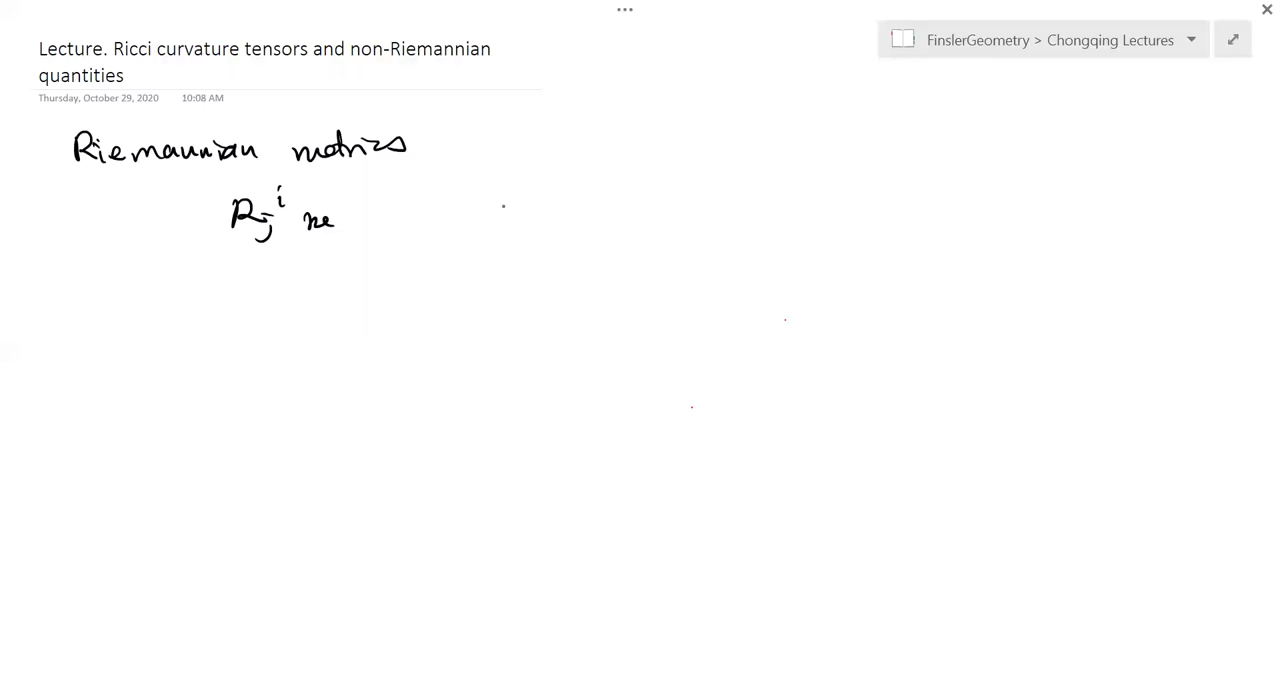 FinslerGeometry > Chongqing Lectures
Lecture. Ricci curvature tensors and non-Riemannian
quantities
Thursday, October 29, 2020 10:08 AM
Riemannian metrics
R_j^i